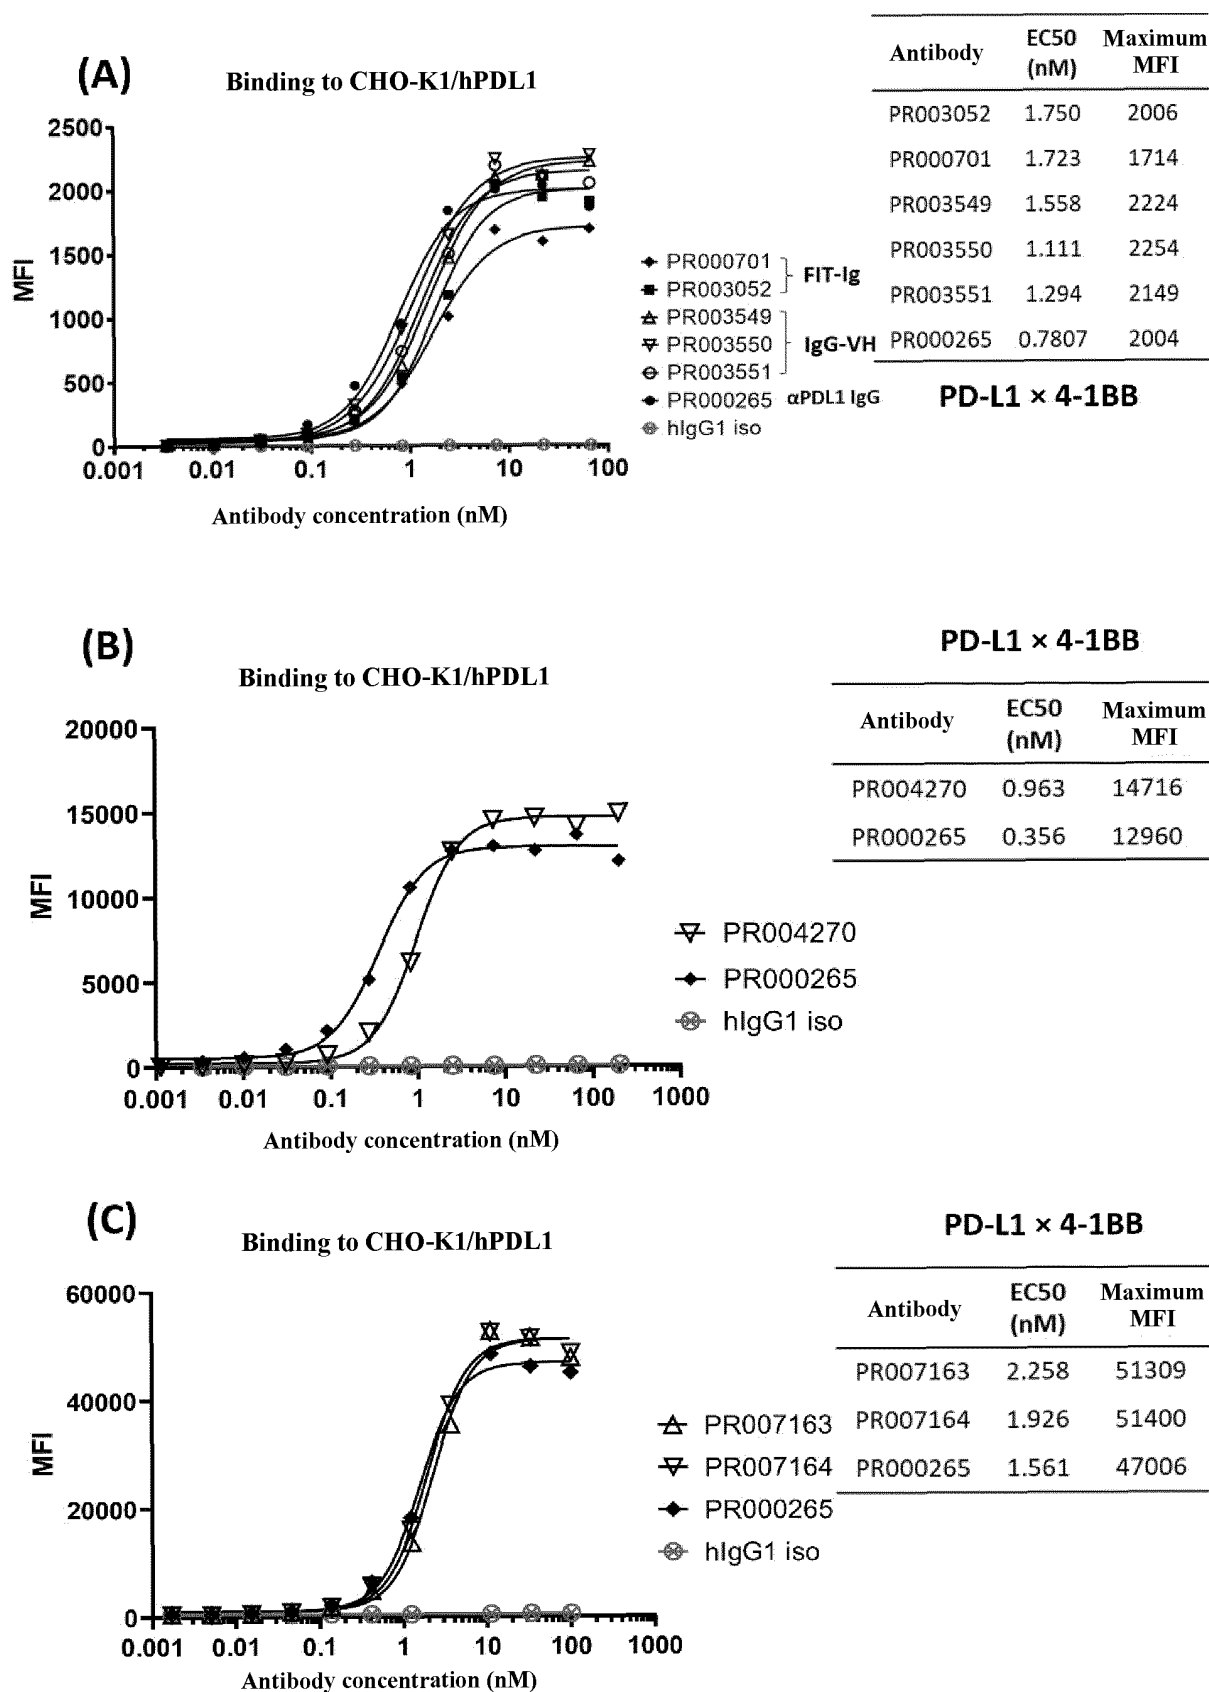 (A)
Binding to CHO-K1/hPDL1
2500
2000
1500
1000
500
0
MFI
0.001 0.01 0.1 1 10 100
Antibody concentration (nM)
PR000701
PR003052
FIT-Ig
PR003549
PR003550
PR003551
IgG-VH
PR000265 αPDL1 IgG
hIgG1 iso
Antibody EC50 (nM) Maximum MFI
PR003052 1.750 2006
PR000701 1.723 1714
PR003549 1.558 2224
PR003550 1.111 2254
PR003551 1.294 2149
PR000265 0.7807 2004
PD-L1 × 4-1BB
(B)
Binding to CHO-K1/hPDL1
20000
15000
10000
5000
0
MFI
0.001 0.01 0.1 1 10 100 1000
Antibody concentration (nM)
PR004270
PR000265
hIgG1 iso
PD-L1 × 4-1BB
Antibody EC50 (nM) Maximum MFI
PR004270 0.963 14716
PR000265 0.356 12960
(C)
Binding to CHO-K1/hPDL1
60000
40000
20000
0
MFI
0.001 0.01 0.1 1 10 100 1000
Antibody concentration (nM)
PR007163
PR007164
PR000265
hIgG1 iso
PD-L1 × 4-1BB
Antibody EC50 (nM) Maximum MFI
PR007163 2.258 51309
PR007164 1.926 51400
PR000265 1.561 47006